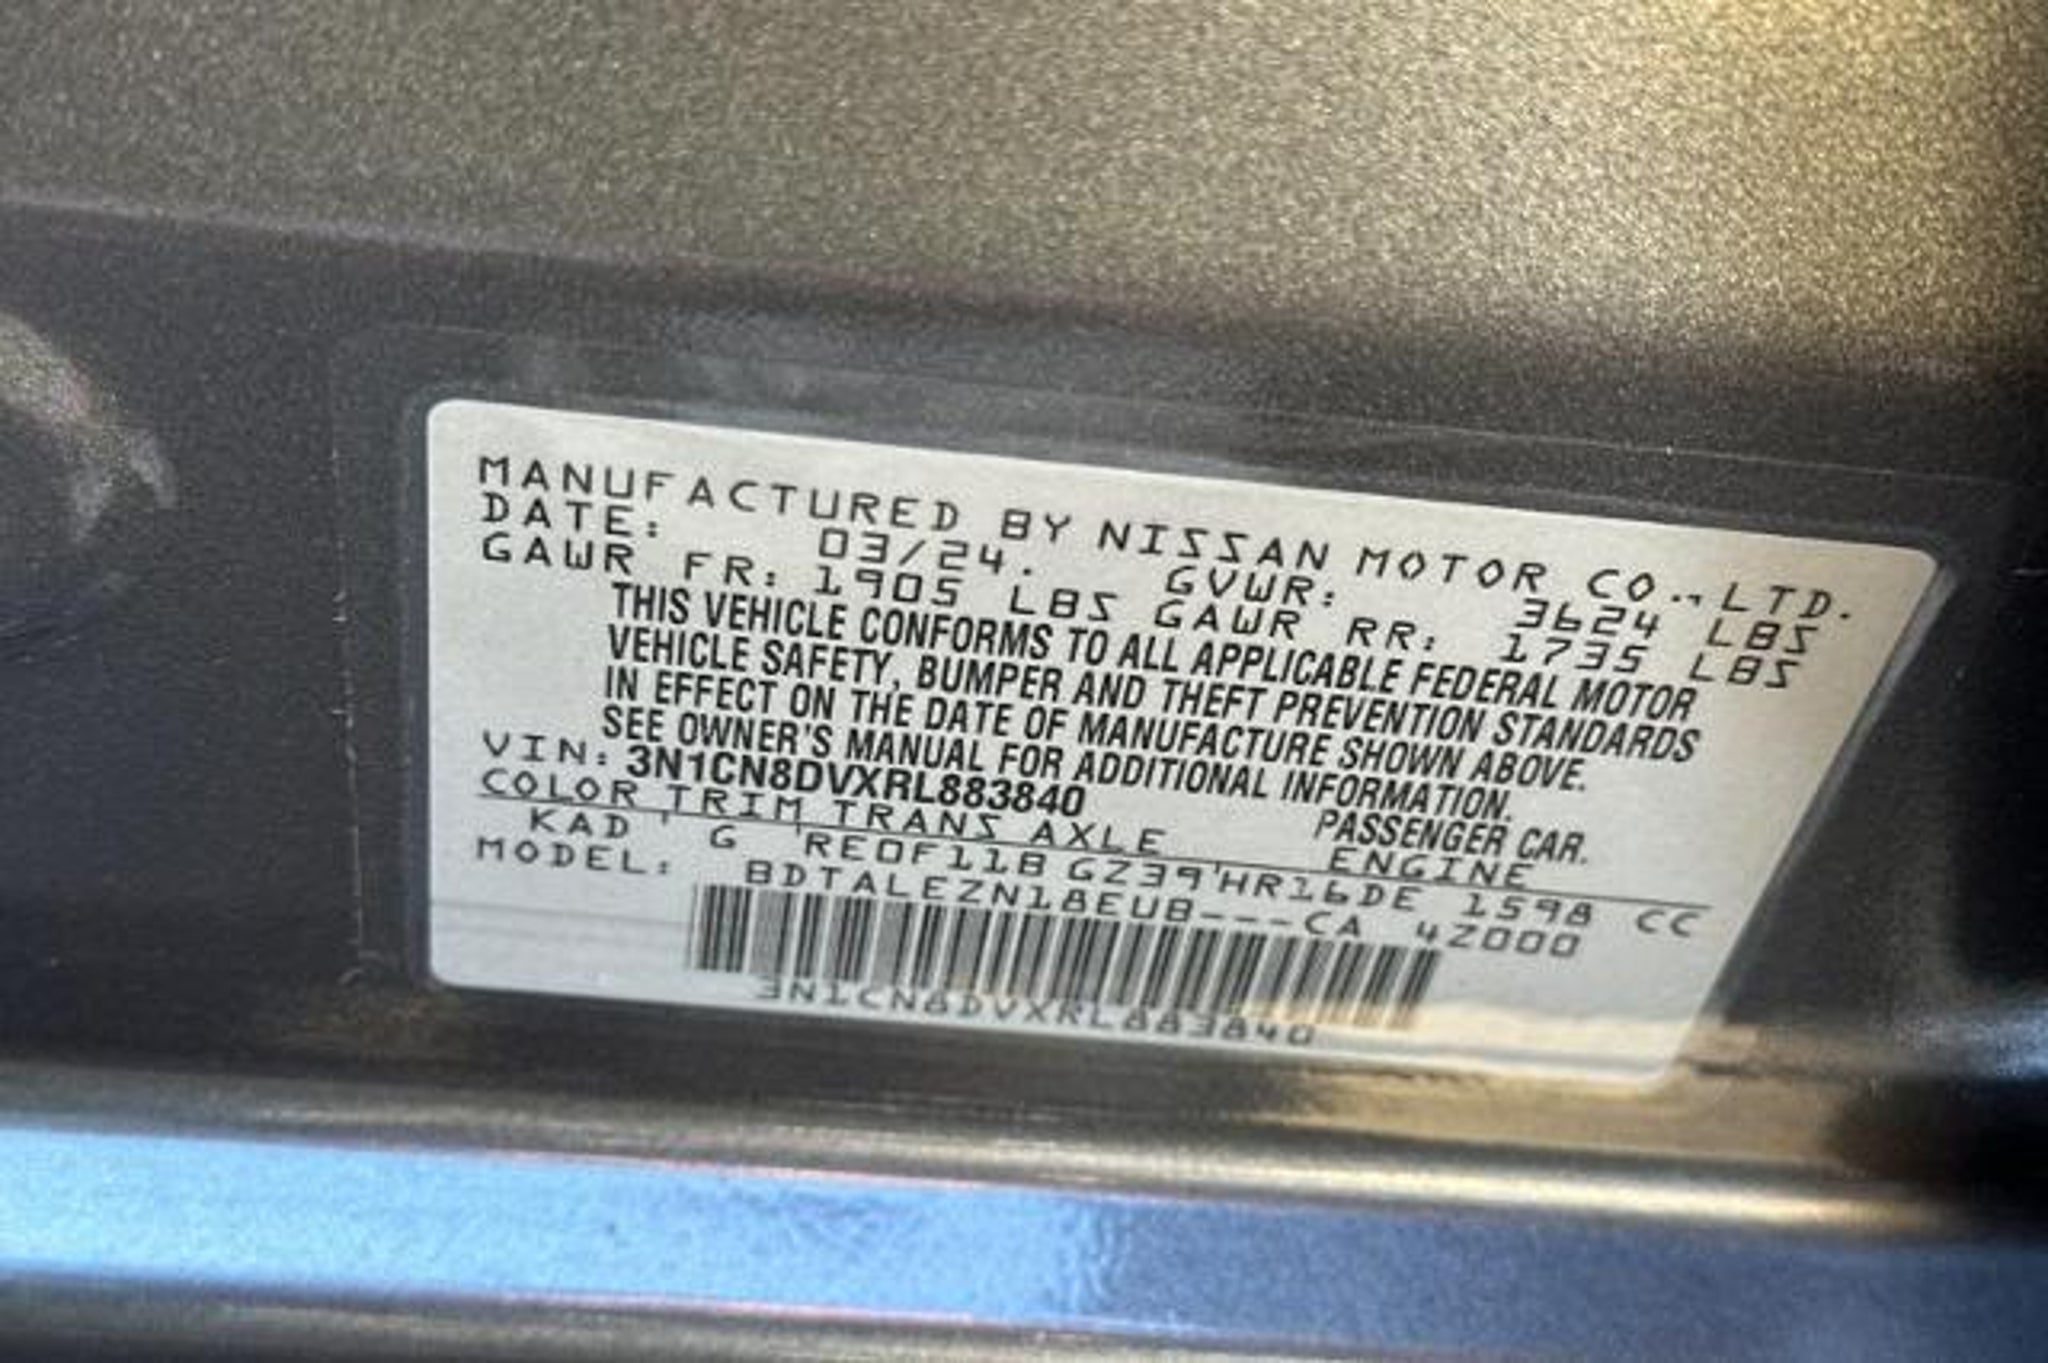 MANUFACTURED BY NISSAN MOTOR CO., LTD.
DATE: 03/24. GVWR: 3624 LBS
GAWR FR: 1905 LBS GAWR RR: 1735 LBS
THIS VEHICLE CONFORMS TO ALL APPLICABLE FEDERAL MOTOR
VEHICLE SAFETY, BUMPER AND THEFT PREVENTION STANDARDS
IN EFFECT ON THE DATE OF MANUFACTURE SHOWN ABOVE.
SEE OWNER'S MANUAL FOR ADDITIONAL INFORMATION.
VIN: 3N1CN8DVXRL883840 PASSENGER CAR.
COLOR TRIM TRANS AXLE ENGINE
KAD ' G 'RE0F11B GZ39'HR16DE 1598 CC
MODEL: BDTALEZN18EUB---CA 4Z000
3N1CN8DVXRL883840